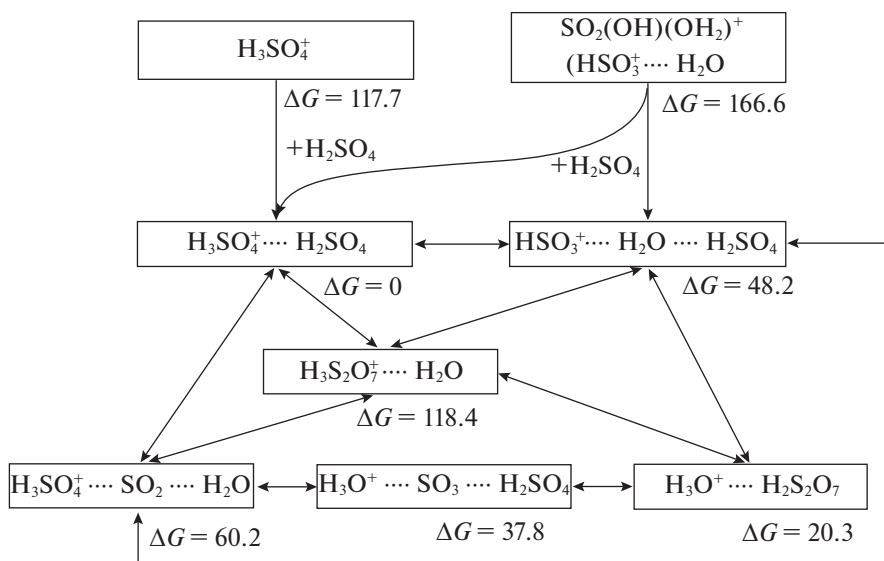 H₃SO₄⁺
SO₂(OH)(OH₂)⁺
(HSO₃⁺···· H₂O
ΔG = 117.7
ΔG = 166.6
+H₂SO₄
+H₂SO₄
H₃SO₄⁺···· H₂SO₄
HSO₃⁺···· H₂O ···· H₂SO₄
ΔG = 0
ΔG = 48.2
H₃S₂O₇⁺···· H₂O
ΔG = 118.4
H₃SO₄⁺ ···· SO₂ ···· H₂O
H₃O⁺ ···· SO₃ ···· H₂SO₄
H₃O⁺ ···· H₂S₂O₇
ΔG = 60.2
ΔG = 37.8
ΔG = 20.3